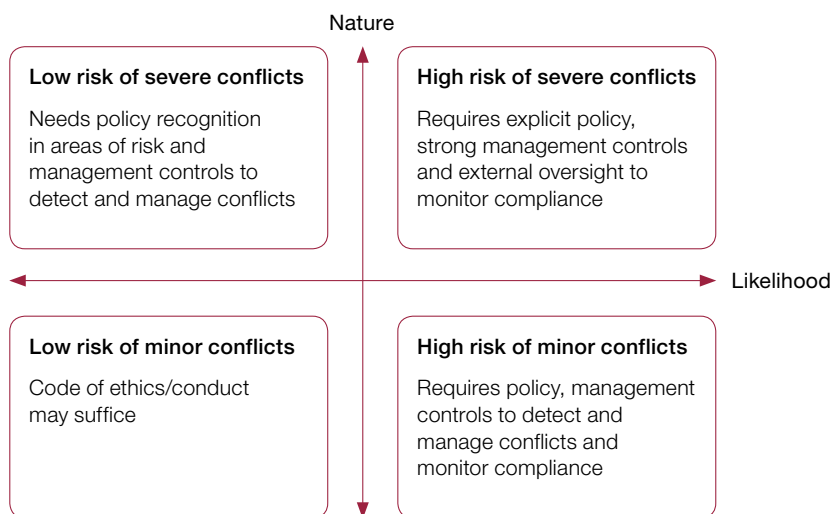 Nature
Low risk of severe conflicts
Needs policy recognition
in areas of risk and
management controls to
detect and manage conflicts
High risk of severe conflicts
Requires explicit policy,
strong management controls
and external oversight to
monitor compliance
Likelihood
Low risk of minor conflicts
Code of ethics/conduct
may suffice
High risk of minor conflicts
Requires policy, management
controls to detect and
manage conflicts and
monitor compliance